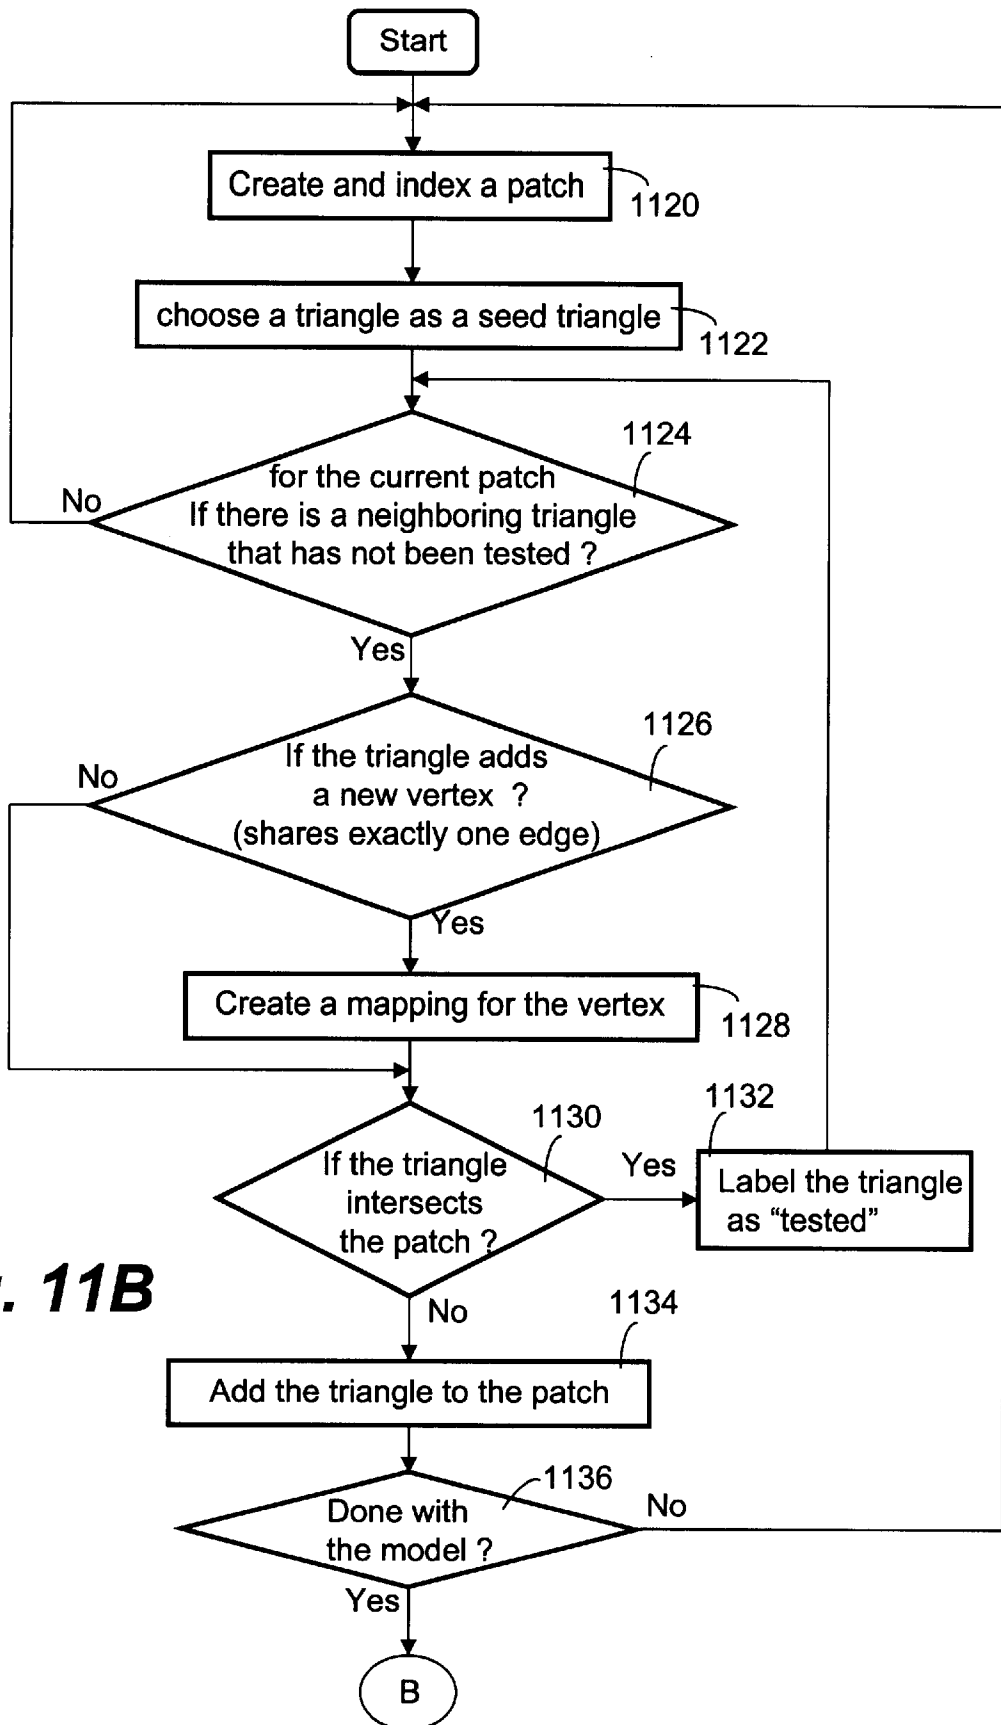 Start
Create and index a patch
1120
choose a triangle as a seed triangle
1122
1124
for the current patch
If there is a neighboring triangle
that has not been tested ?
No
Yes
1126
If the triangle adds
a new vertex ?
(shares exactly one edge)
No
Yes
Create a mapping for the vertex
1128
1130
If the triangle
intersects
the patch ?
Yes
1132
Label the triangle
as “tested”
No
. 11B
1134
Add the triangle to the patch
1136
Done with
the model ?
No
Yes
B